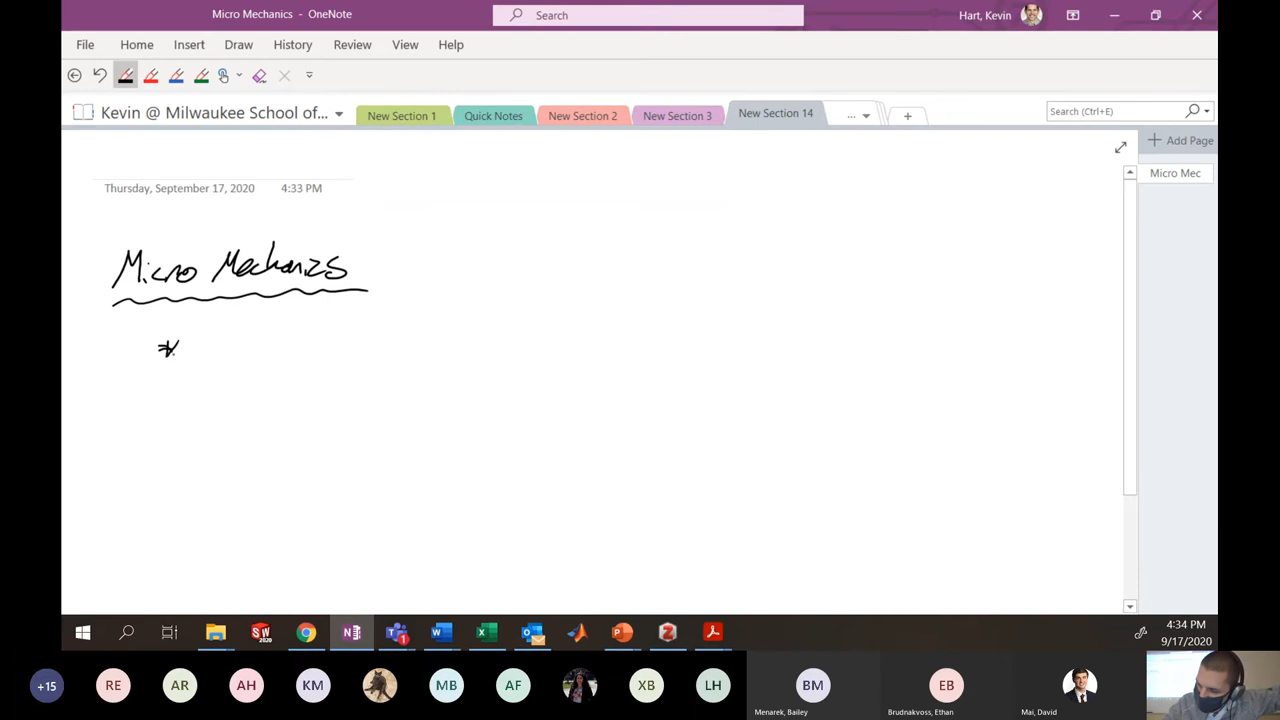 Micro Mechanics - OneNote
Search
Hart, Kevin
File Home Insert Draw History Review View Help
Kevin @ Milwaukee School of...
New Section 1
Quick Notes
New Section 2
New Section 3
New Section 14
...
Search (Ctrl+E)
Add Page
Micro Mec
Thursday, September 17, 2020 4:33 PM
Micro Mechanics
*
SW
2020
1
4:34 PM
9/17/2020
+15
RE
AR
AH
KM
MB
AF
XB
LH
BM
Menarek, Bailey
EB
Brudnakvoss, Ethan
Mai, David